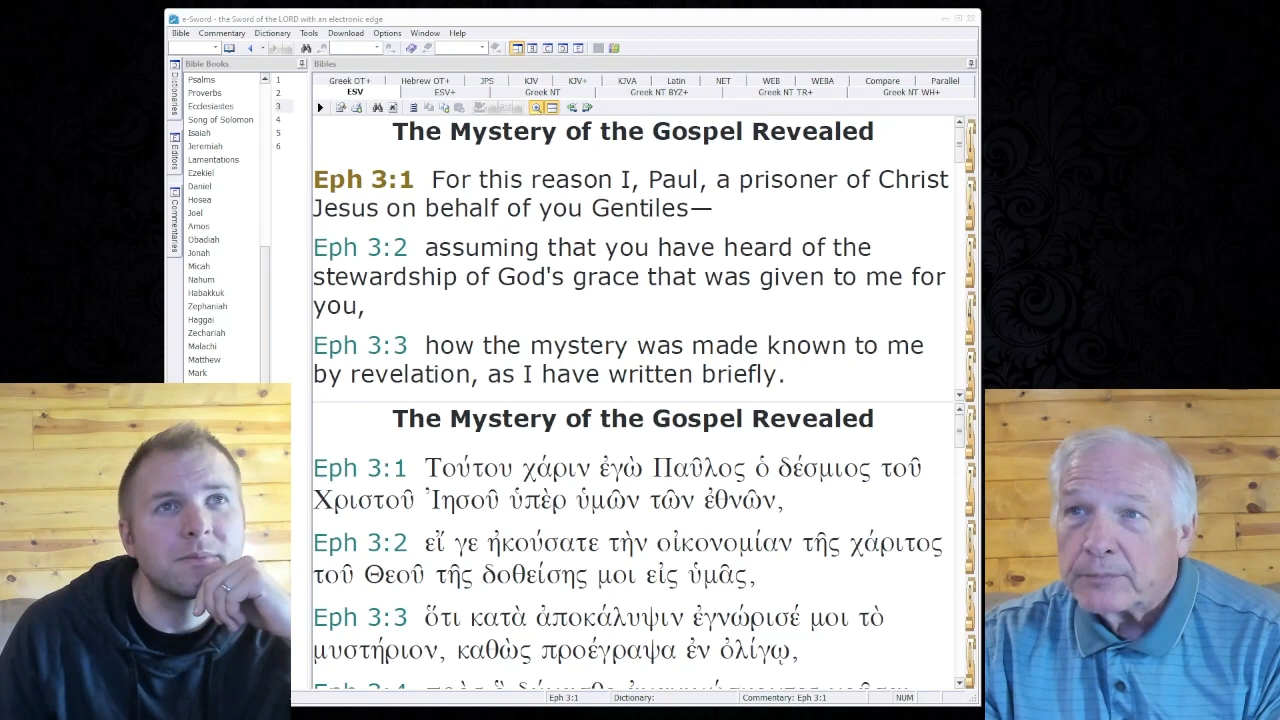 e-Sword - the Sword of the LORD with an electronic edge
Bible Commentary Dictionary Tools Download Options Window Help
Bible Books
Bibles
Dictionaries
Editors
Commentaries
Psalms
Proverbs
Ecclesiastes
Song of Solomon
Isaiah
Jeremiah
Lamentations
Ezekiel
Daniel
Hosea
Joel
Amos
Obadiah
Jonah
Micah
Nahum
Habakkuk
Zephaniah
Haggai
Zechariah
Malachi
Matthew
Mark
1
2
3
4
5
6
Greek OT+ Hebrew OT+ JPS KJV KJV+ KJVA Latin NET WEB WEBA Compare Parallel
ESV ESV+ Greek NT Greek NT BYZ+ Greek NT TR+ Greek NT WH+
The Mystery of the Gospel Revealed
Eph 3:1 For this reason I, Paul, a prisoner of Christ
Jesus on behalf of you Gentiles—
Eph 3:2 assuming that you have heard of the
stewardship of God's grace that was given to me for
you,
Eph 3:3 how the mystery was made known to me
by revelation, as I have written briefly.
The Mystery of the Gospel Revealed
Eph 3:1 Τούτου χάριν ἐγὼ Παῦλος ὁ δέσμιος τοῦ
Χριστοῦ Ἰησοῦ ὑπὲρ ὑμῶν τῶν ἐθνῶν,
Eph 3:2 εἴ γε ἠκούσατε τὴν οἰκονομίαν τῆς χάριτος
τοῦ Θεοῦ τῆς δοθείσης μοι εἰς ὑμᾶς,
Eph 3:3 ὅτι κατὰ ἀποκάλυψιν ἐγνώρισέ μοι τὸ
μυστήριον, καθὼς προέγραψα ἐν ὀλίγῳ,
Eph 3:1 Dictionary: Commentary: Eph 3:1 NUM